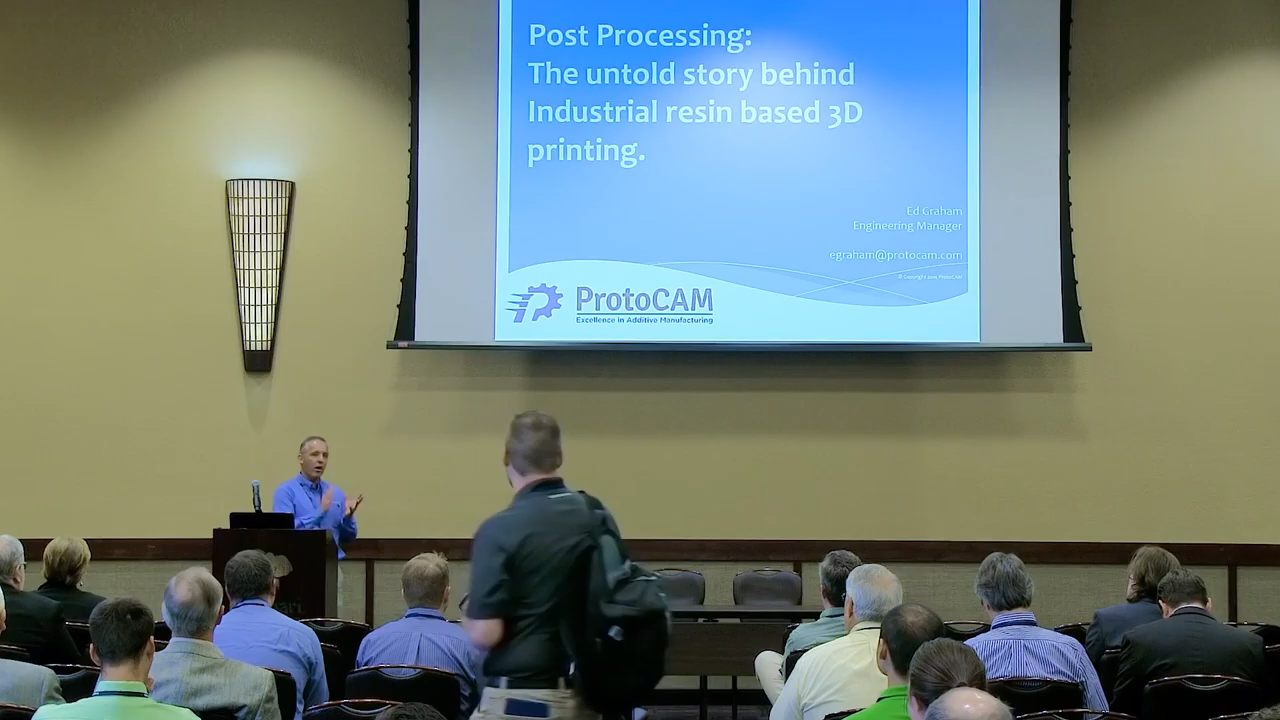 Post Processing:
The untold story behind
Industrial resin based 3D
printing.
Ed Graham
Engineering Manager
egraham@protocam.com
ProtoCAM
Excellence in Additive Manufacturing